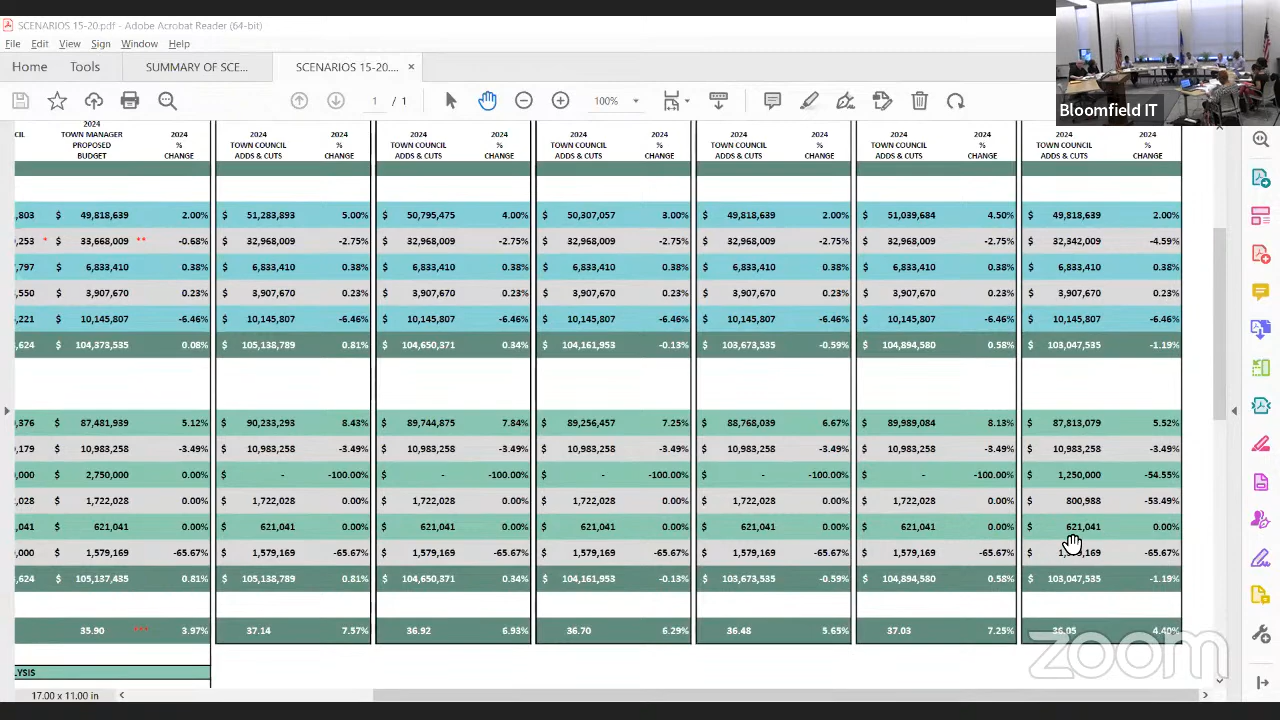 SCENARIOS 15-20.pdf - Adobe Acrobat Reader (64-bit)
File Edit View Sign Window Help
Home Tools SUMMARY OF SCE... SCENARIOS 15-20.... ×
1 / 1 100%
Bloomfield IT
2024
CIL TOWN MANAGER 2024 2024 2024 2024 2024 2024 2024 2024 2024 2024 2024 2024 2024
PROPOSED % TOWN COUNCIL % TOWN COUNCIL % TOWN COUNCIL % TOWN COUNCIL % TOWN COUNCIL % TOWN COUNCIL %
BUDGET CHANGE ADDS & CUTS CHANGE ADDS & CUTS CHANGE ADDS & CUTS CHANGE ADDS & CUTS CHANGE ADDS & CUTS CHANGE ADDS & CUTS CHANGE
,803 $ 49,818,639 2.00% $ 51,283,893 5.00% $ 50,795,475 4.00% $ 50,307,057 3.00% $ 49,818,639 2.00% $ 51,039,684 4.50% $ 49,818,639 2.00%
,253 * $ 33,668,009 ** -0.68% $ 32,968,009 -2.75% $ 32,968,009 -2.75% $ 32,968,009 -2.75% $ 32,968,009 -2.75% $ 32,968,009 -2.75% $ 32,342,009 -4.59%
,797 $ 6,833,410 0.38% $ 6,833,410 0.38% $ 6,833,410 0.38% $ 6,833,410 0.38% $ 6,833,410 0.38% $ 6,833,410 0.38% $ 6,833,410 0.38%
,550 $ 3,907,670 0.23% $ 3,907,670 0.23% $ 3,907,670 0.23% $ 3,907,670 0.23% $ 3,907,670 0.23% $ 3,907,670 0.23% $ 3,907,670 0.23%
,221 $ 10,145,807 -6.46% $ 10,145,807 -6.46% $ 10,145,807 -6.46% $ 10,145,807 -6.46% $ 10,145,807 -6.46% $ 10,145,807 -6.46% $ 10,145,807 -6.46%
,624 $ 104,373,535 0.08% $ 105,138,789 0.81% $ 104,650,371 0.34% $ 104,161,953 -0.13% $ 103,673,535 -0.59% $ 104,894,580 0.58% $ 103,047,535 -1.19%
,376 $ 87,481,939 5.12% $ 90,233,293 8.43% $ 89,744,875 7.84% $ 89,256,457 7.25% $ 88,768,039 6.67% $ 89,989,084 8.13% $ 87,813,079 5.52%
,179 $ 10,983,258 -3.49% $ 10,983,258 -3.49% $ 10,983,258 -3.49% $ 10,983,258 -3.49% $ 10,983,258 -3.49% $ 10,983,258 -3.49% $ 10,983,258 -3.49%
,000 $ 2,750,000 0.00% $ - -100.00% $ - -100.00% $ - -100.00% $ - -100.00% $ - -100.00% $ 1,250,000 -54.55%
,028 $ 1,722,028 0.00% $ 1,722,028 0.00% $ 1,722,028 0.00% $ 1,722,028 0.00% $ 1,722,028 0.00% $ 1,722,028 0.00% $ 800,988 -53.49%
,041 $ 621,041 0.00% $ 621,041 0.00% $ 621,041 0.00% $ 621,041 0.00% $ 621,041 0.00% $ 621,041 0.00% $ 621,041 0.00%
,000 $ 1,579,169 -65.67% $ 1,579,169 -65.67% $ 1,579,169 -65.67% $ 1,579,169 -65.67% $ 1,579,169 -65.67% $ 1,579,169 -65.67% $ -65.67%
,624 $ 105,137,435 0.81% $ 105,138,789 0.81% $ 104,650,371 0.34% $ 104,161,953 -0.13% $ 103,673,535 -0.59% $ 104,894,580 0.58% $ 103,047,535 -1.19%
35.90 *** 3.97% 37.14 7.57% 36.92 6.93% 36.70 6.29% 36.48 5.65% 37.03 7.25% 36.05 4.40%
zoom
LYSIS
17.00 x 11.00 in